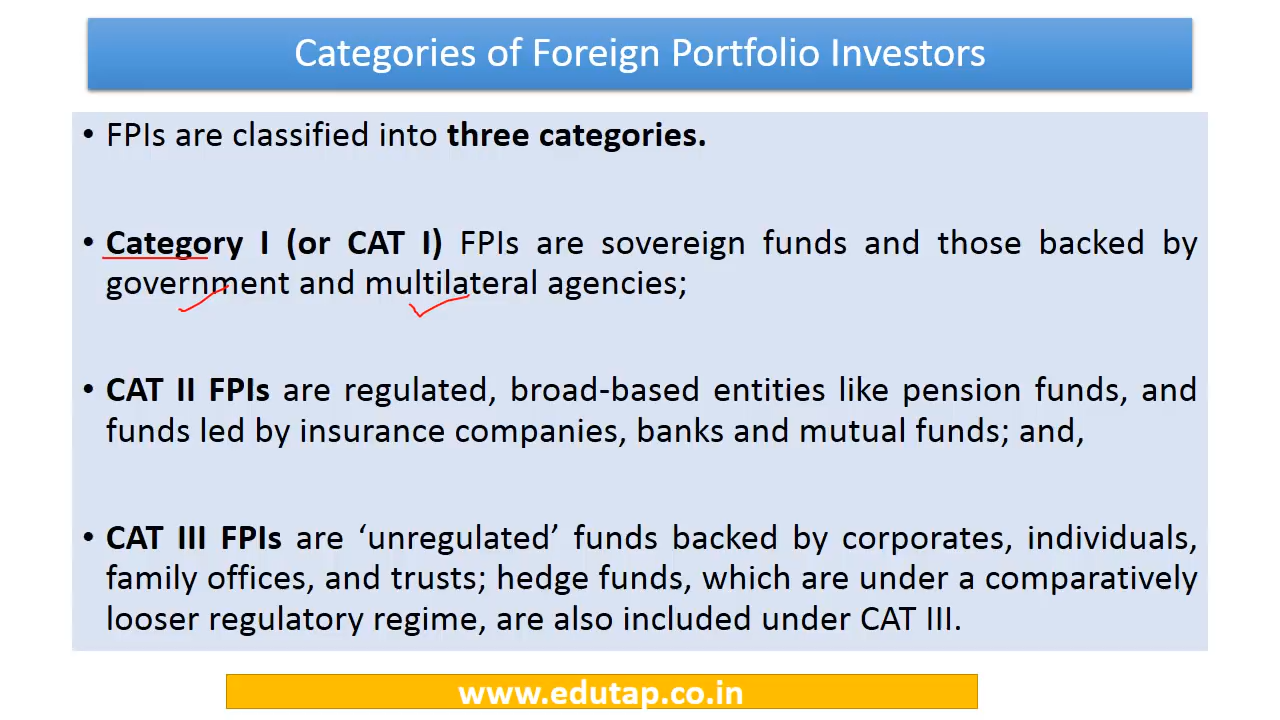 Categories of Foreign Portfolio Investors
• FPIs are classified into three categories.
• Category I (or CAT I) FPIs are sovereign funds and those backed by
government and multilateral agencies;
• CAT II FPIs are regulated, broad-based entities like pension funds, and
funds led by insurance companies, banks and mutual funds; and,
• CAT III FPIs are ‘unregulated’ funds backed by corporates, individuals,
family offices, and trusts; hedge funds, which are under a comparatively
looser regulatory regime, are also included under CAT III.
www.edutap.co.in